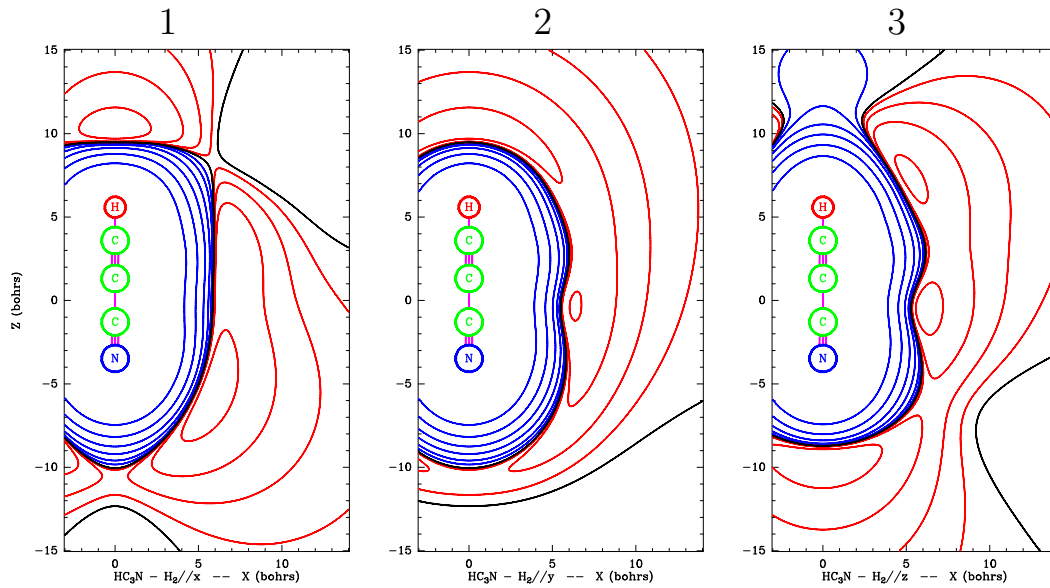 1 2 3
15 15 15
10 10 10
H H H
5 5 5
C C C
C C C
Z (bohrs)
0 0 0
C C C
N N N
−5 −5 −5
−10 −10 −10
−15 −15 −15
0 5 10 0 5 10 0 5 10
HC₃N − H₂//x −− X (bohrs) HC₃N − H₂//y −− X (bohrs) HC₃N − H₂//z −− X (bohrs)